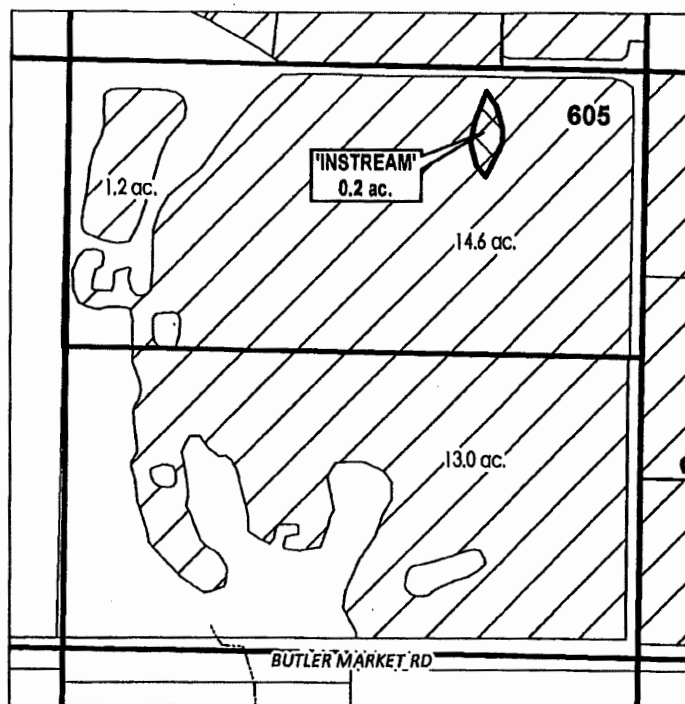 605
'INSTREAM'
0.2 ac.
1.2 ac.
14.6 ac.
13.0 ac.
BUTLER MARKET RD